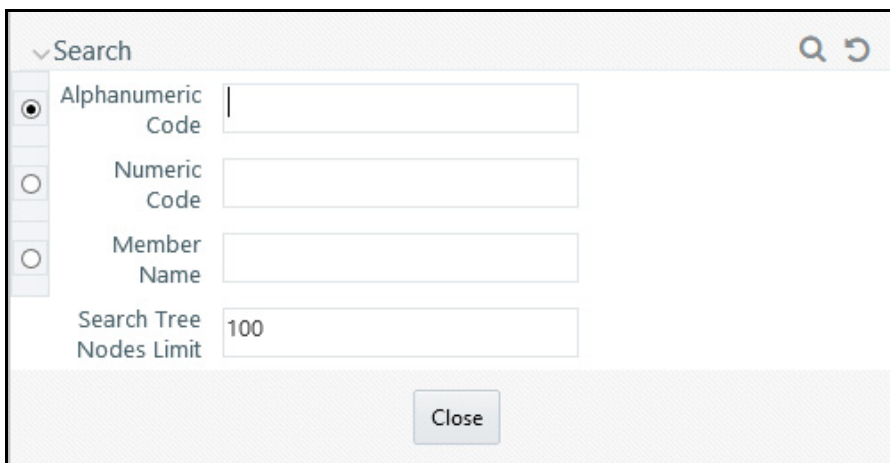 Search
Alphanumeric
Code
Numeric
Code
Member
Name
Search Tree
Nodes Limit
100
Close